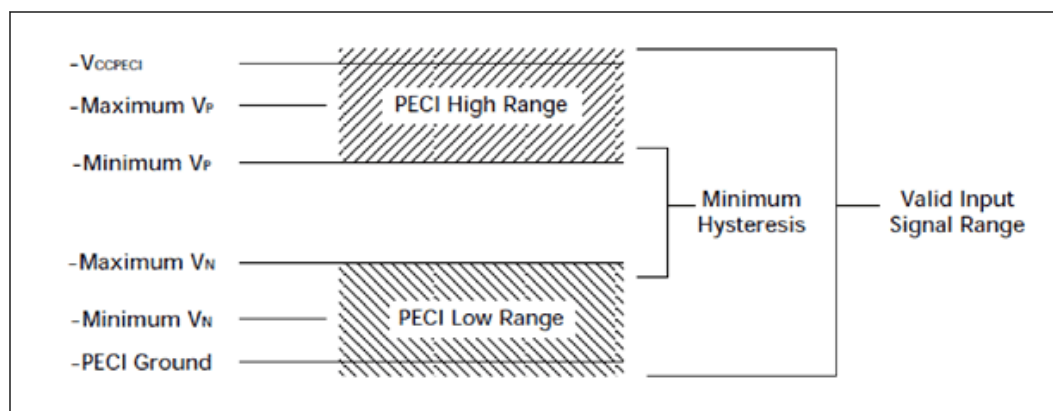 -VCCPECI
-Maximum VP
-Minimum VP
-Maximum VN
-Minimum VN
-PECI Ground
PECI High Range
PECI Low Range
Minimum
Hysteresis
Valid Input
Signal Range